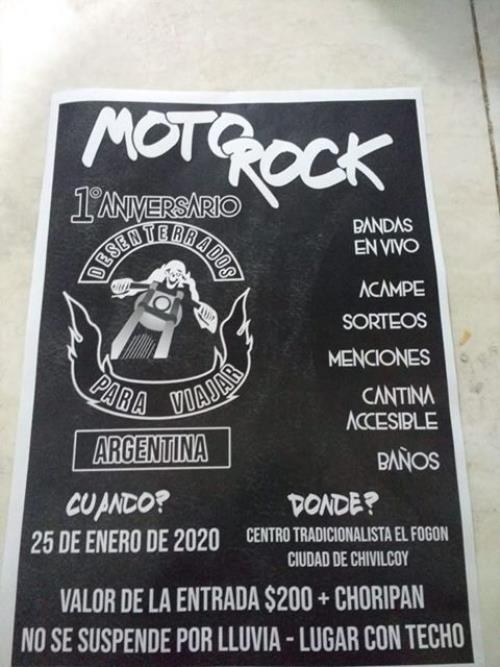 MOTO ROCK
1° ANIVERSARIO
DESENTERRADOS
PARA VIAJAR
ARGENTINA
BANDAS
EN VIVO
ACAMPE
SORTEOS
MENCIONES
CANTINA
ACCESIBLE
BAÑOS
CUANDO?
25 DE ENERO DE 2020
DONDE?
CENTRO TRADICIONALISTA EL FOGON
CIUDAD DE CHIVILCOY
VALOR DE LA ENTRADA $200 + CHORIPAN
NO SE SUSPENDE POR LLUVIA - LUGAR CON TECHO